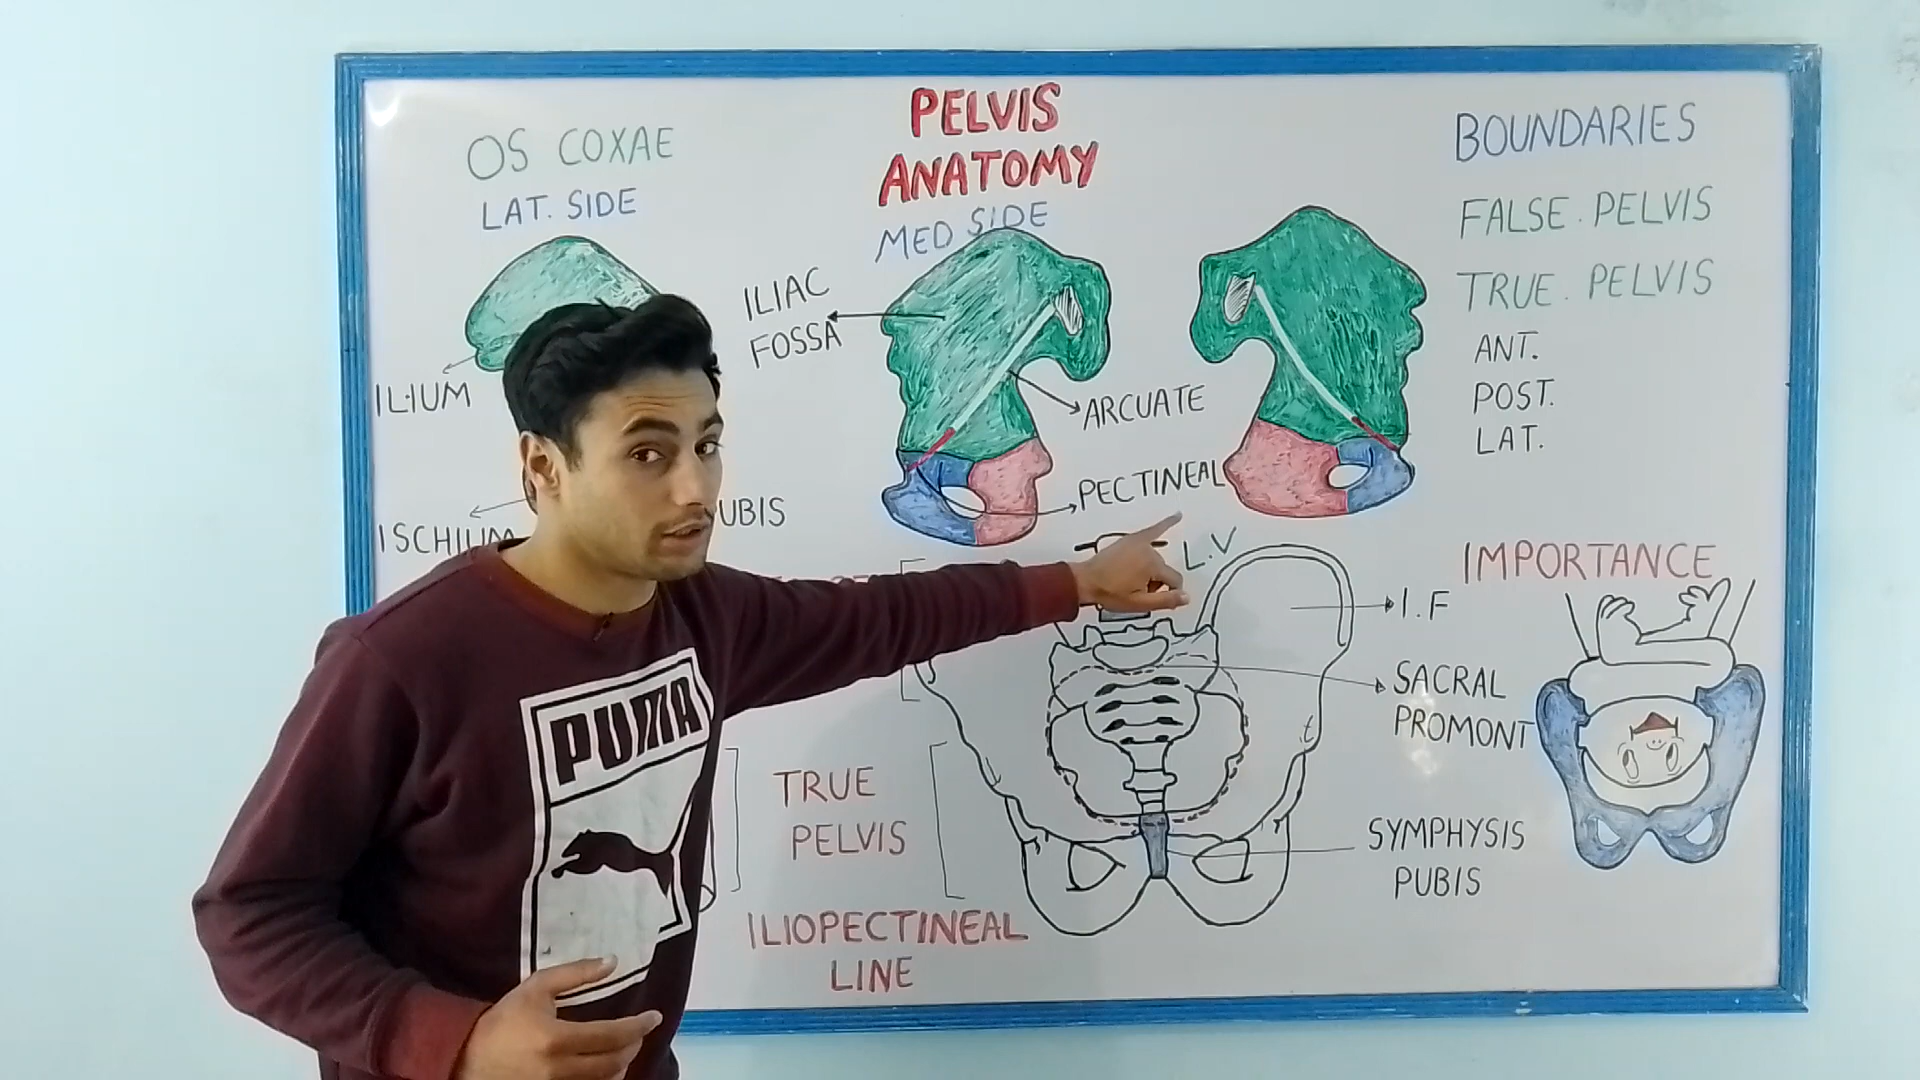 PELVIS
ANATOMY
OS COXAE
LAT. SIDE
MED SIDE
ILIAC
FOSSA
ILIUM
ARCUATE
PECTINEAL
UBIS
ISCHIUM
BOUNDARIES
FALSE. PELVIS
TRUE. PELVIS
ANT.
POST.
LAT.
L.V
I.F
SACRAL
PROMONT
SYMPHYSIS
PUBIS
IMPORTANCE
TRUE
PELVIS
ILIOPECTINEAL
LINE
PUMA